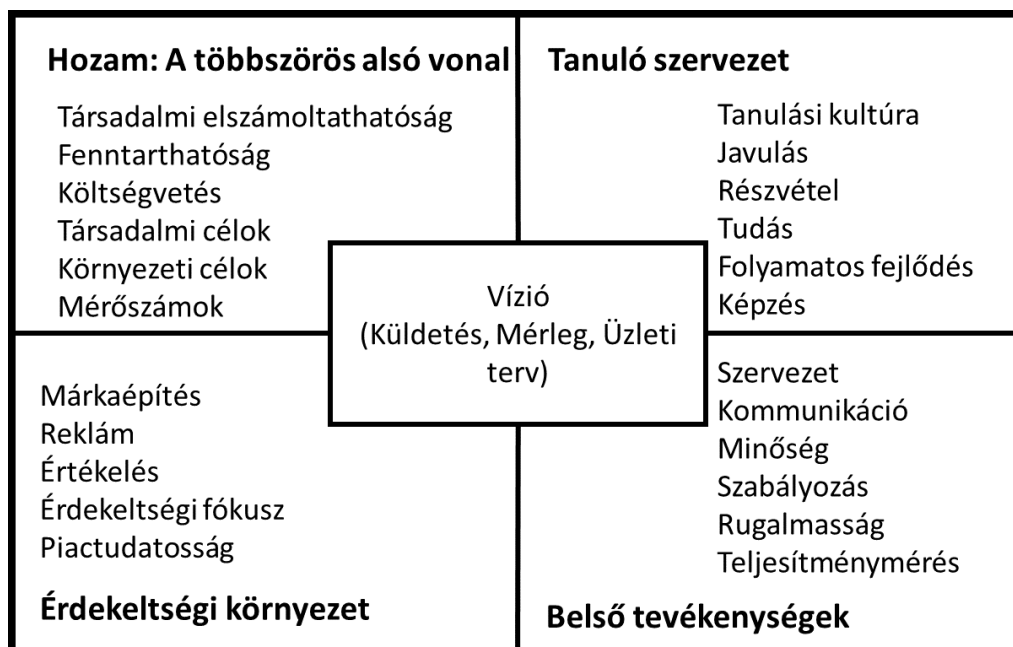 Hozam: A többszörös alsó vonal
Társadalmi elszámoltathatóság
Fenntarthatóság
Költségvetés
Társadalmi célok
Környezeti célok
Mérőszámok
Tanuló szervezet
Tanulási kultúra
Javulás
Részvétel
Tudás
Folyamatos fejlődés
Képzés
Vízió
(Küldetés, Mérleg, Üzleti
terv)
Márkaépítés
Reklám
Értékelés
Érdekeltségi fókusz
Piactudatosság
Érdekeltségi környezet
Szervezet
Kommunikáció
Minőség
Szabályozás
Rugalmasság
Teljesítménymérés
Belső tevékenységek